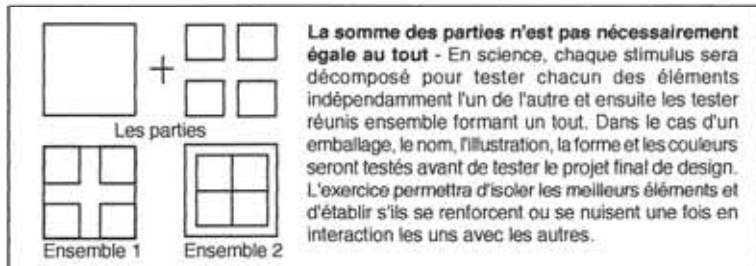 Les parties
Ensemble 1
Ensemble 2
La somme des parties n'est pas nécessairement
égale au tout - En science, chaque stimulus sera
décomposé pour tester chacun des éléments
indépendamment l'un de l'autre et ensuite les tester
réunis ensemble formant un tout. Dans le cas d'un
emballage, le nom, l'illustration, la forme et les couleurs
seront testés avant de tester le projet final de design.
L'exercice permettra d'isoler les meilleurs éléments et
d'établir s'ils se renforcent ou se nuisent une fois en
interaction les uns avec les autres.